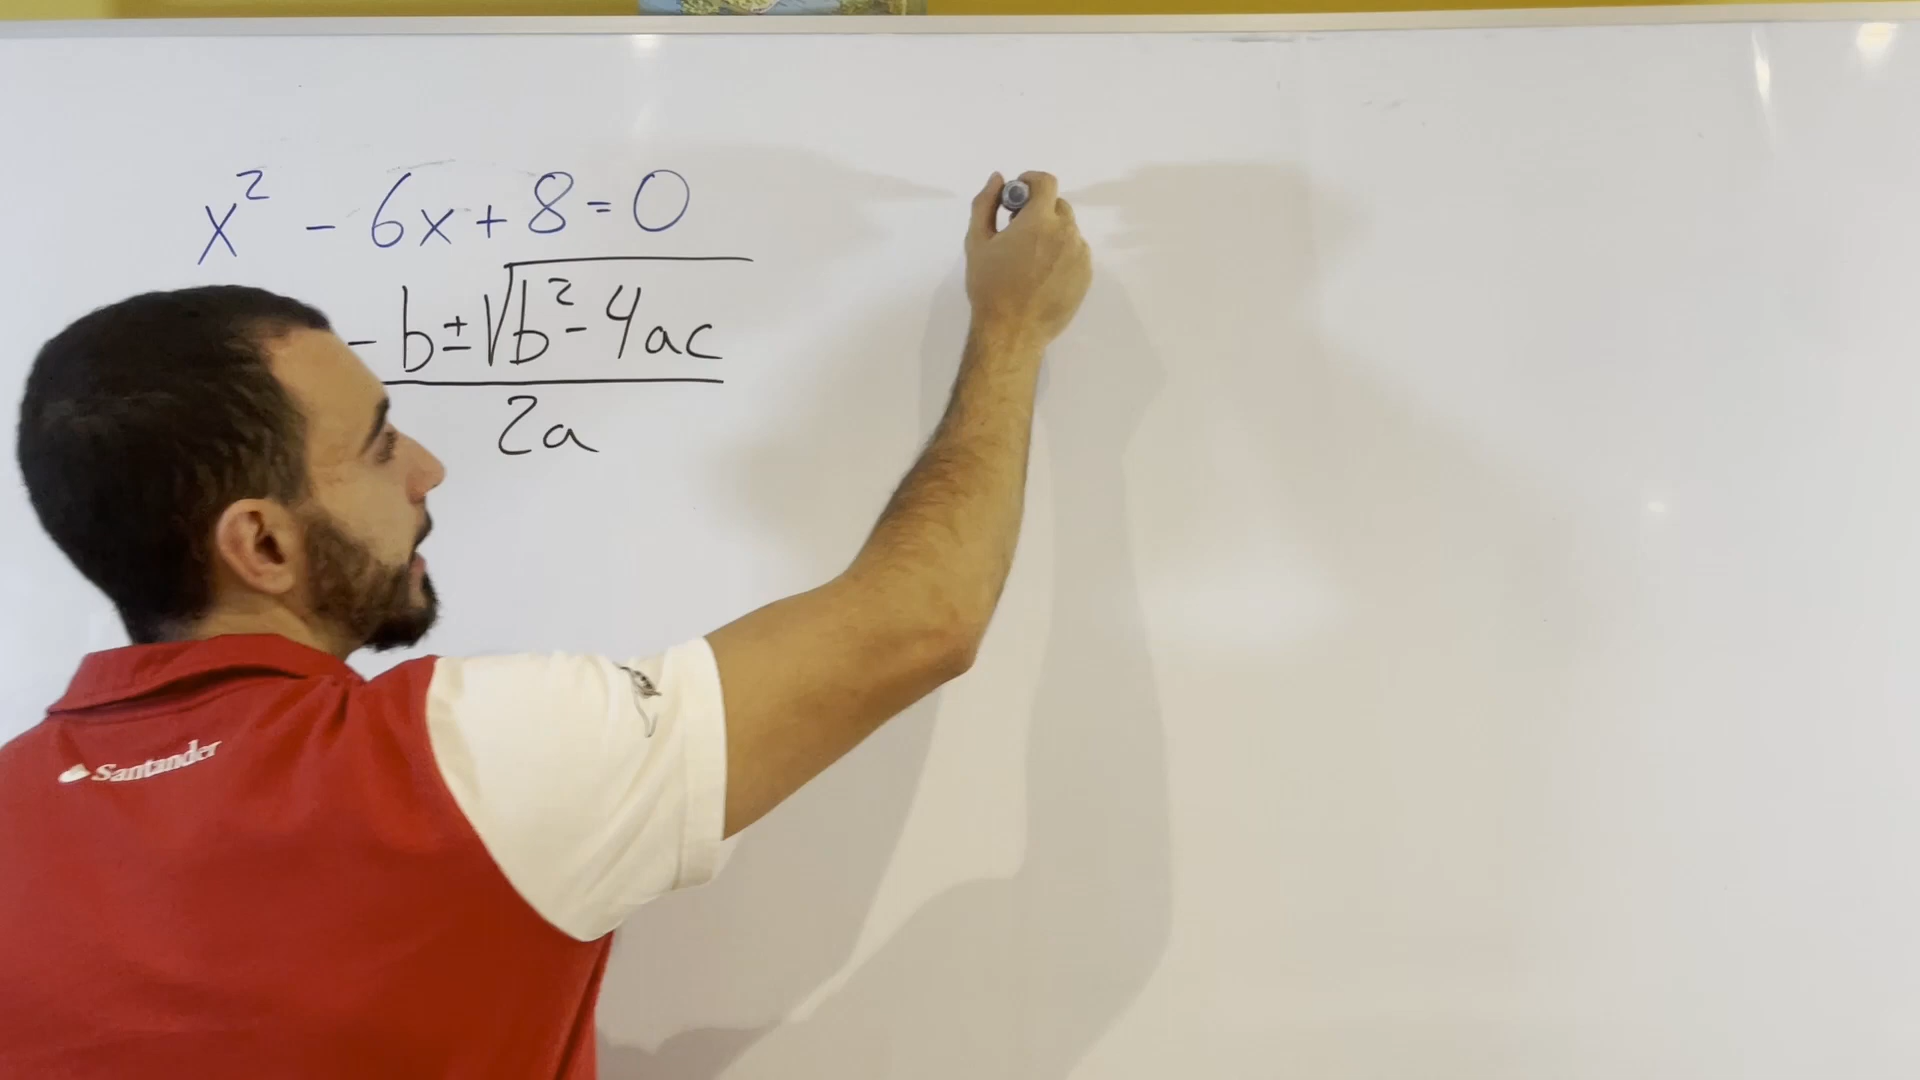 x² - 6x + 8 = 0
- b ± √b² - 4ac
2a
Santander